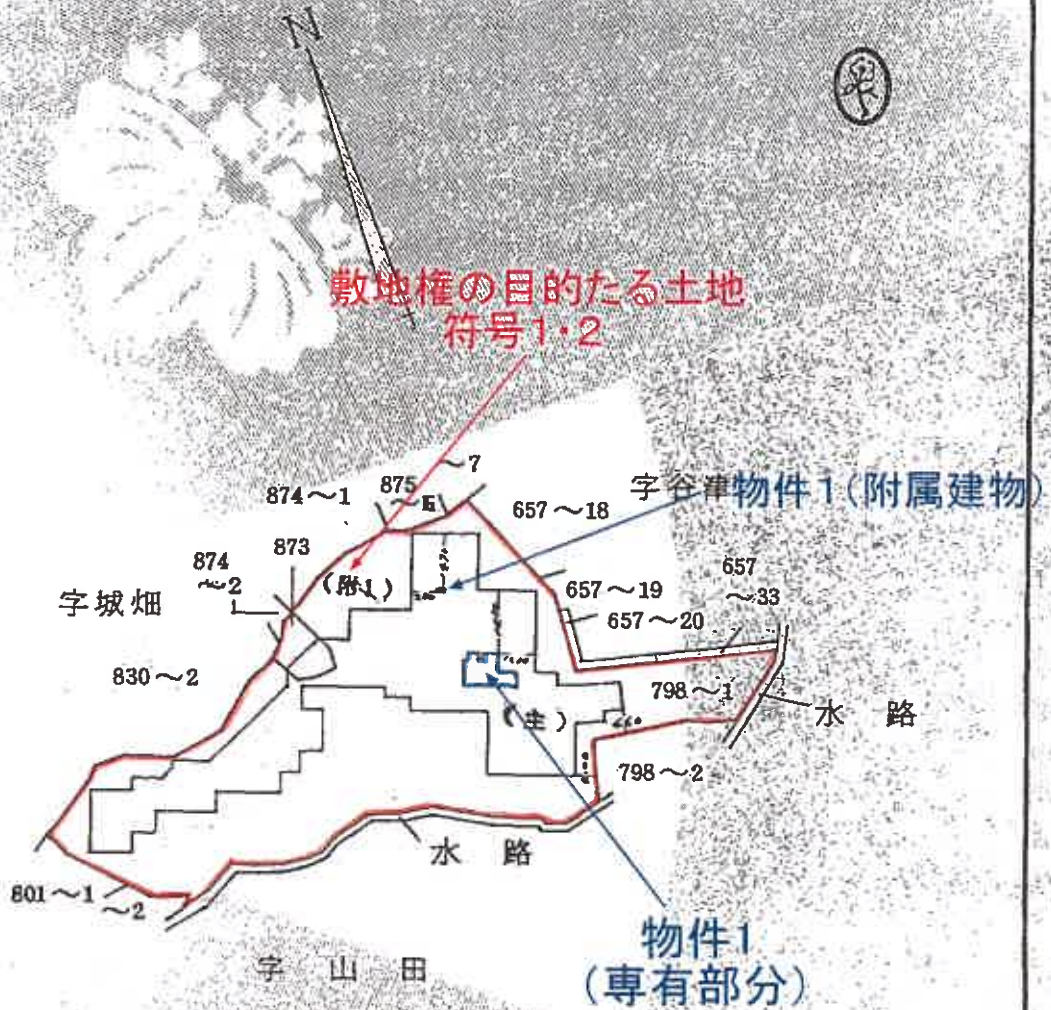 N
敷地権の目的たる土地
符号1・2
～7
875
874～1
字谷津
物件1(附属建物)
657～18
874
～2
873
(附1)
657～19
657
～33
字城畑
657～20
830～2
798～1
(主)
水 路
798～2
水 路
801～1
～2
物件1
(専有部分)
字 山 田